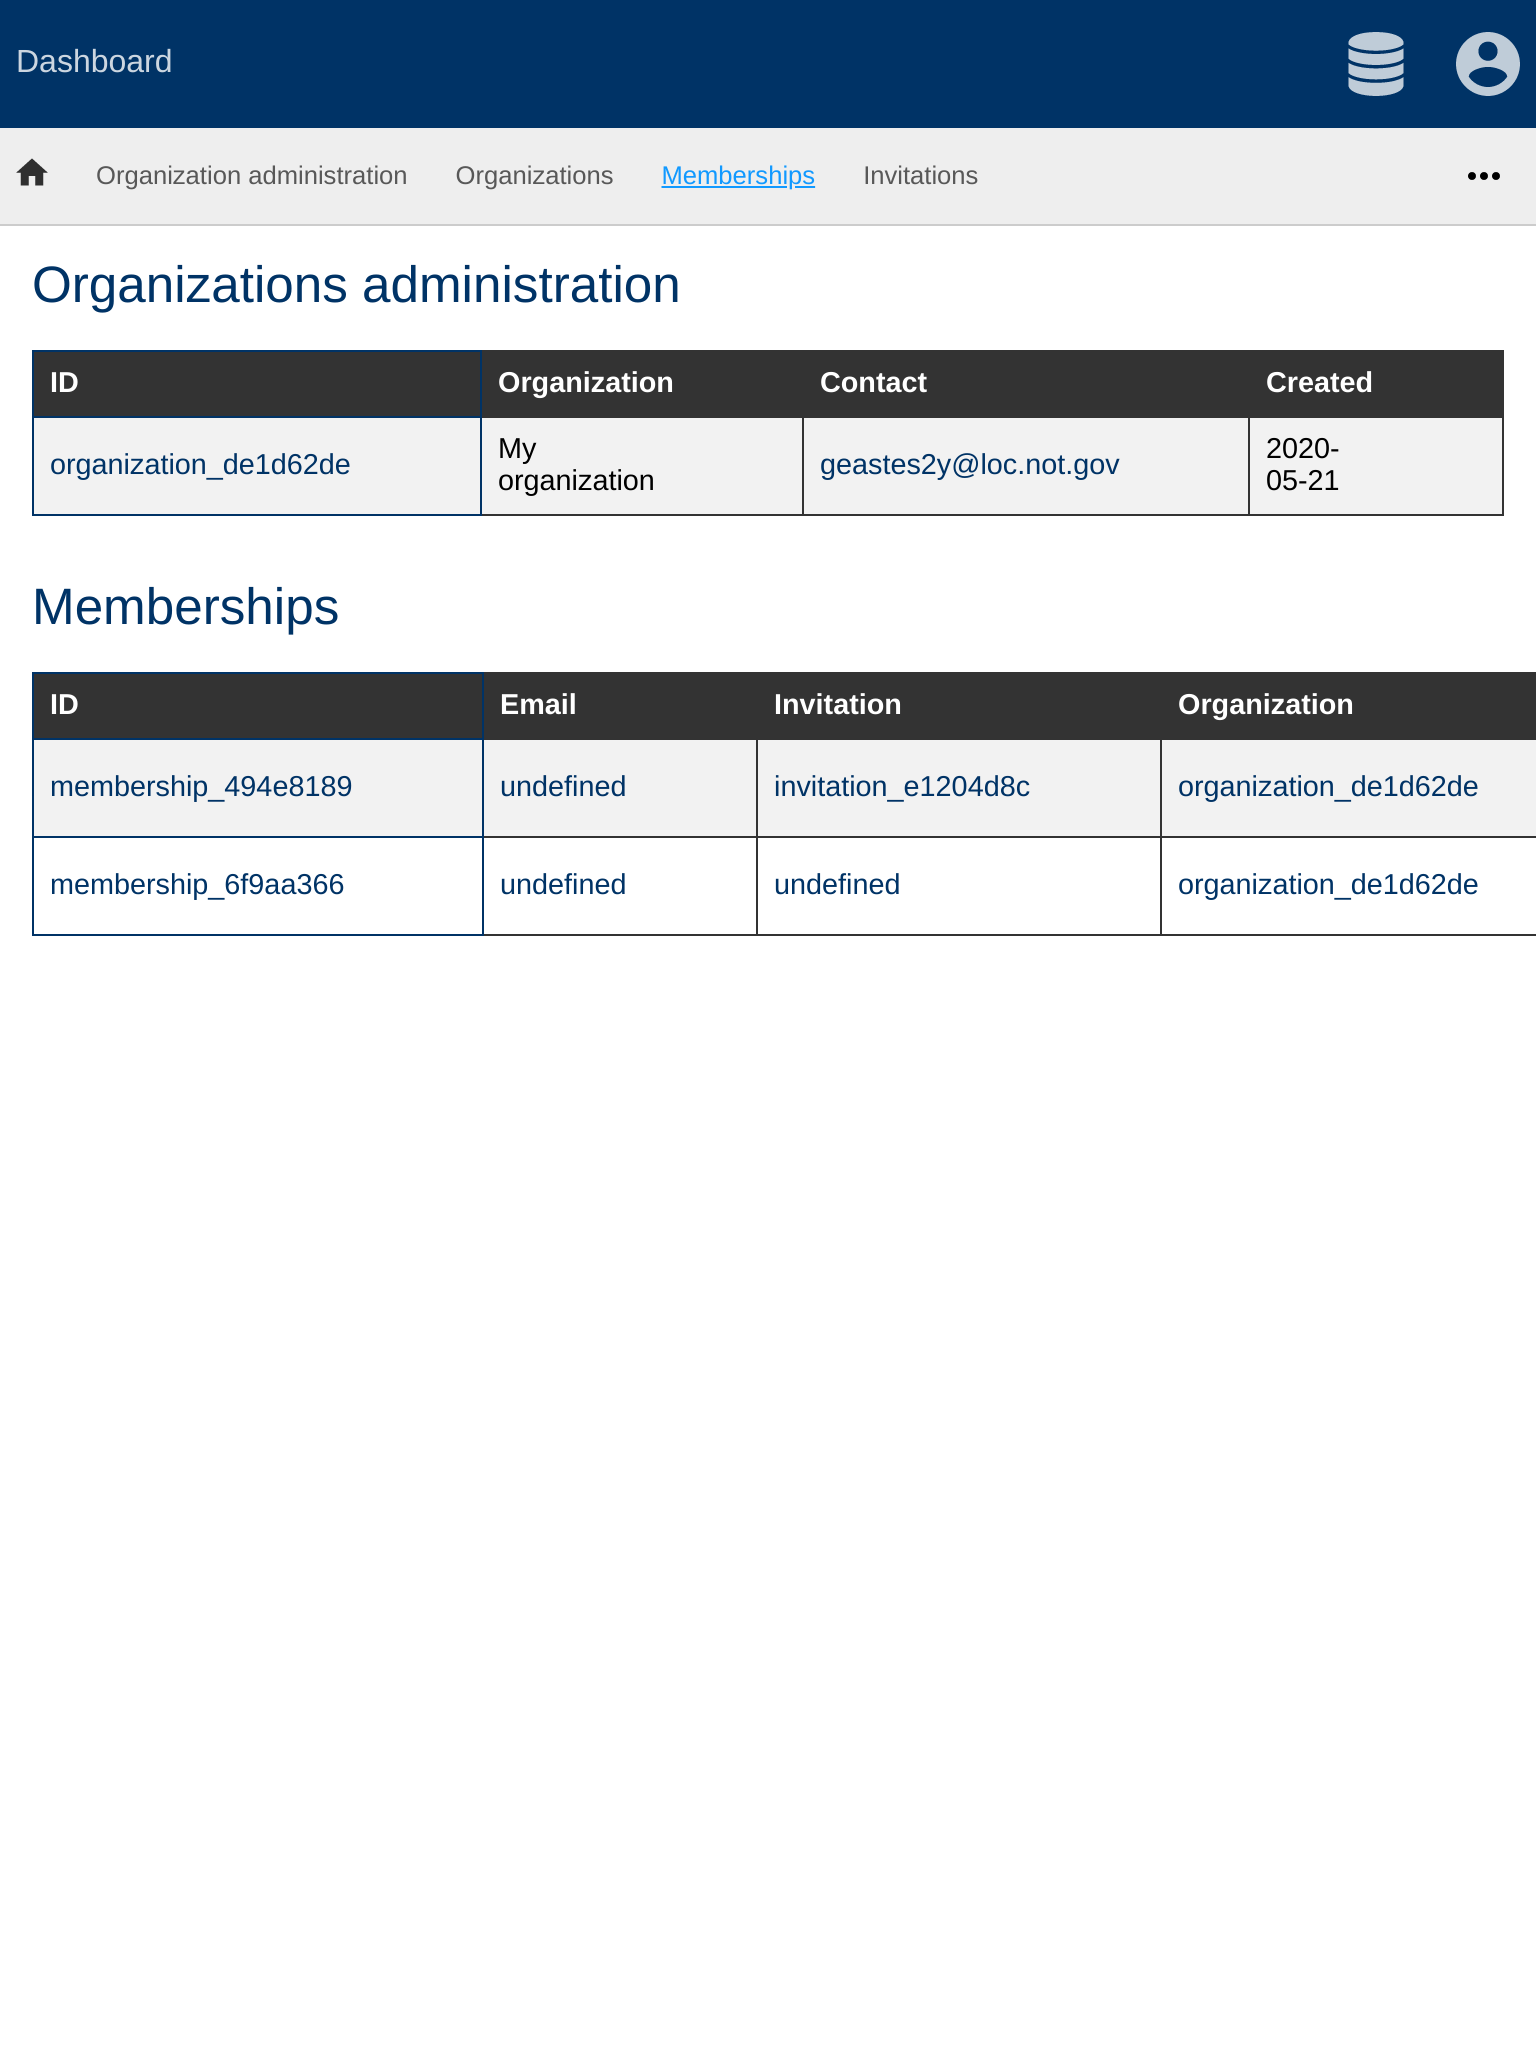 Dashboard
Organization administration Organizations Memberships Invitations
Organizations administration
ID Organization Contact Created
organization_de1d62de My organization geastes2y@loc.not.gov 2020-05-21
Memberships
ID Email Invitation Organization
membership_494e8189 undefined invitation_e1204d8c organization_de1d62de
membership_6f9aa366 undefined undefined organization_de1d62de